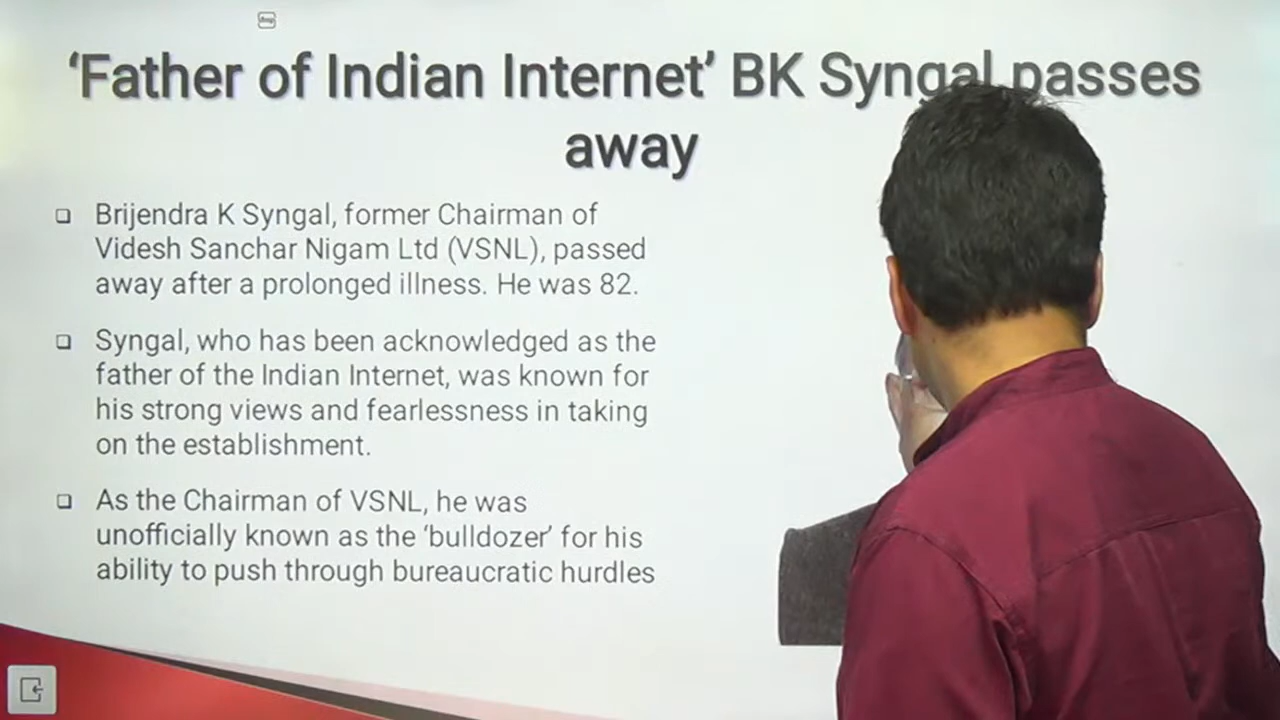 ‘Father of Indian Internet’ BK Syngal passes
away
Brijendra K Syngal, former Chairman of
Videsh Sanchar Nigam Ltd (VSNL), passed
away after a prolonged illness. He was 82.
Syngal, who has been acknowledged as the
father of the Indian Internet, was known for
his strong views and fearlessness in taking
on the establishment.
As the Chairman of VSNL, he was
unofficially known as the ‘bulldozer’ for his
ability to push through bureaucratic hurdles